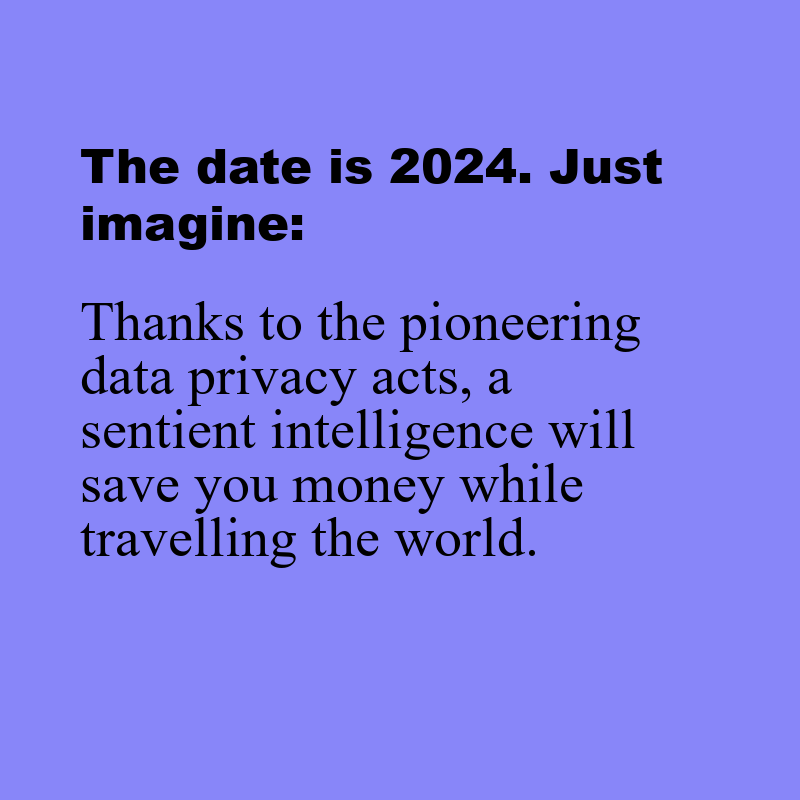 The date is 2024. Just
imagine:
Thanks to the pioneering
data privacy acts, a
sentient intelligence will
save you money while
travelling the world.